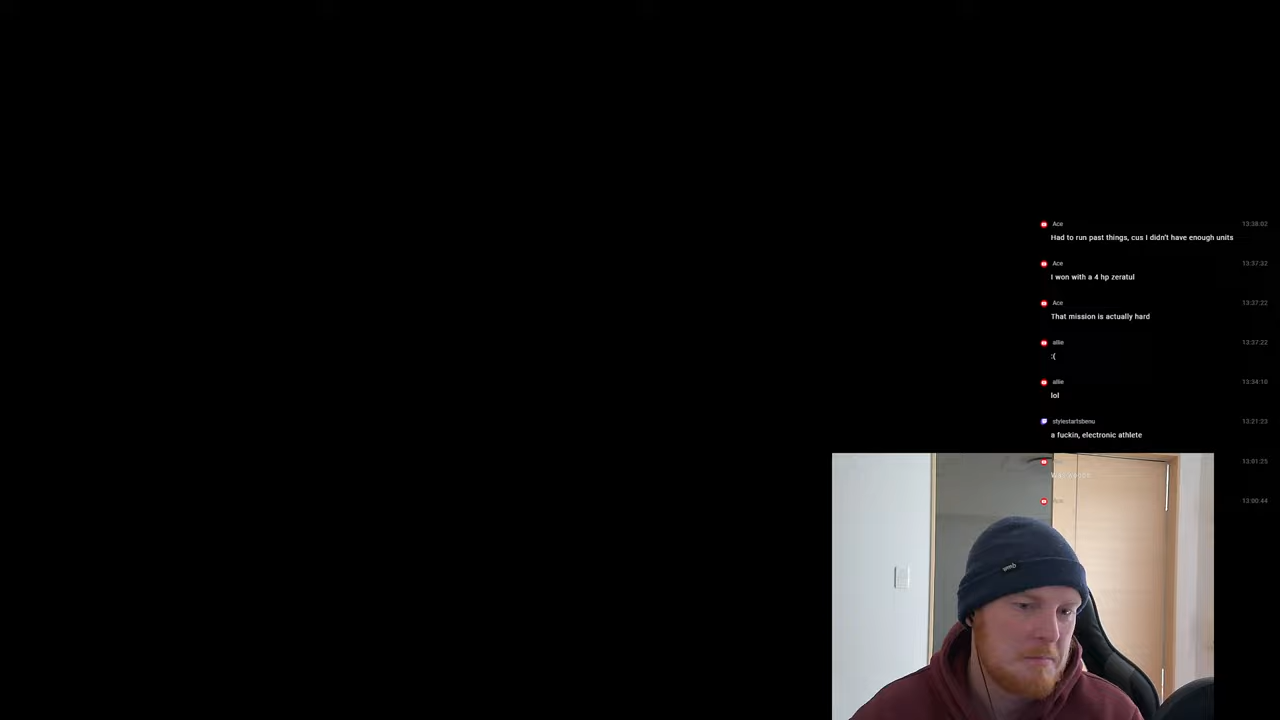 Ace 13:38:02
Had to run past things, cus I didn't have enough units
Ace 13:37:32
I won with a 4 hp zeratul
Ace 13:37:22
That mission is actually hard
allie 13:37:22
:(
allie 13:34:10
lol
stylestarfsbenu 13:21:23
a fuckin, electronic athlete
13:01:25
13:00:44